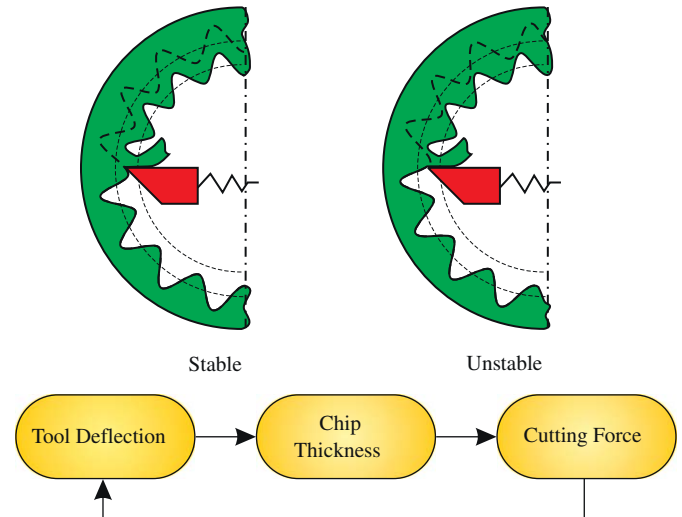 Stable
Unstable
Tool Deflection
Chip
Thickness
Cutting Force